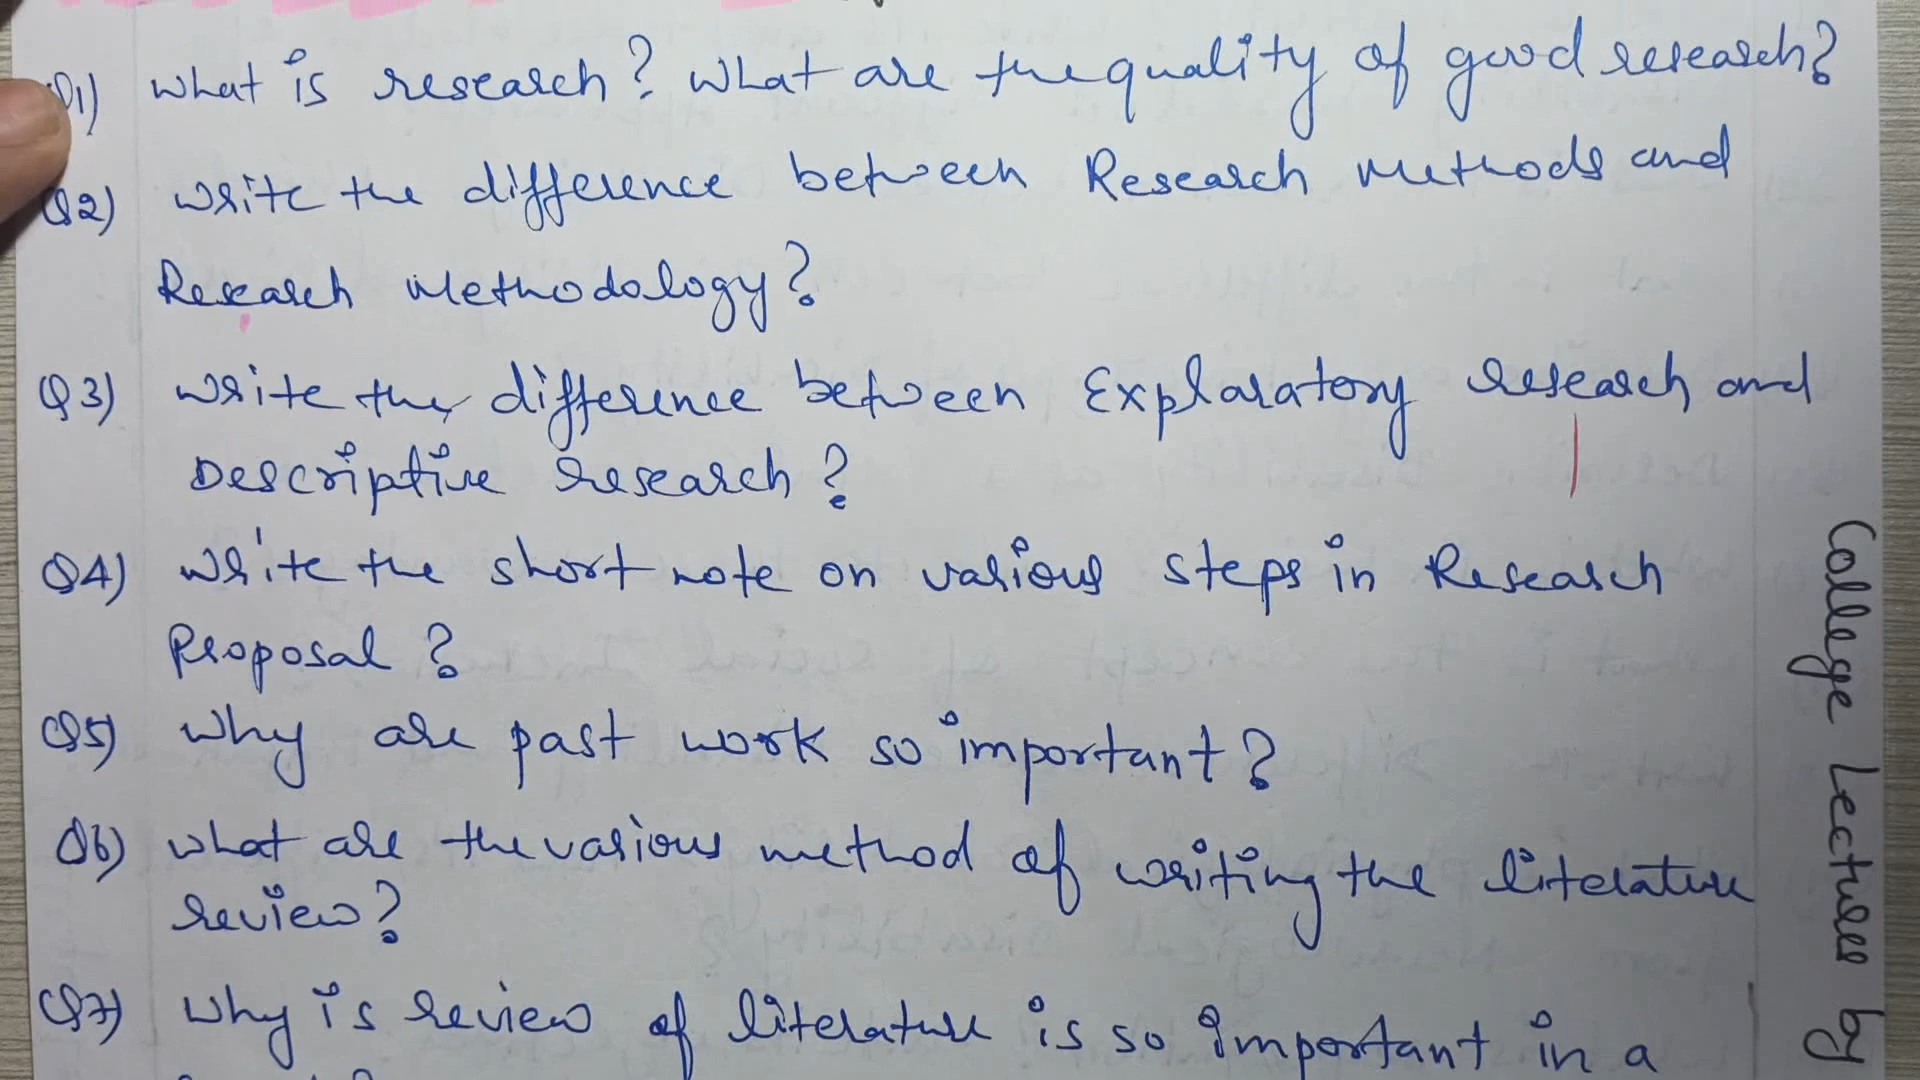 Q1) What is research? What are the quality of good research?
Q2) Write the difference between Research Methods and
Research Methodology?
Q3) Write the difference between Explaratory research and
Descriptive research?
Q4) Write the short note on various steps in Research
Proposal?
Q5) Why are past work so important?
Q6) What are the various method of writing the literature
review?
Q7) Why is review of literature is so important in a
College Lectures by